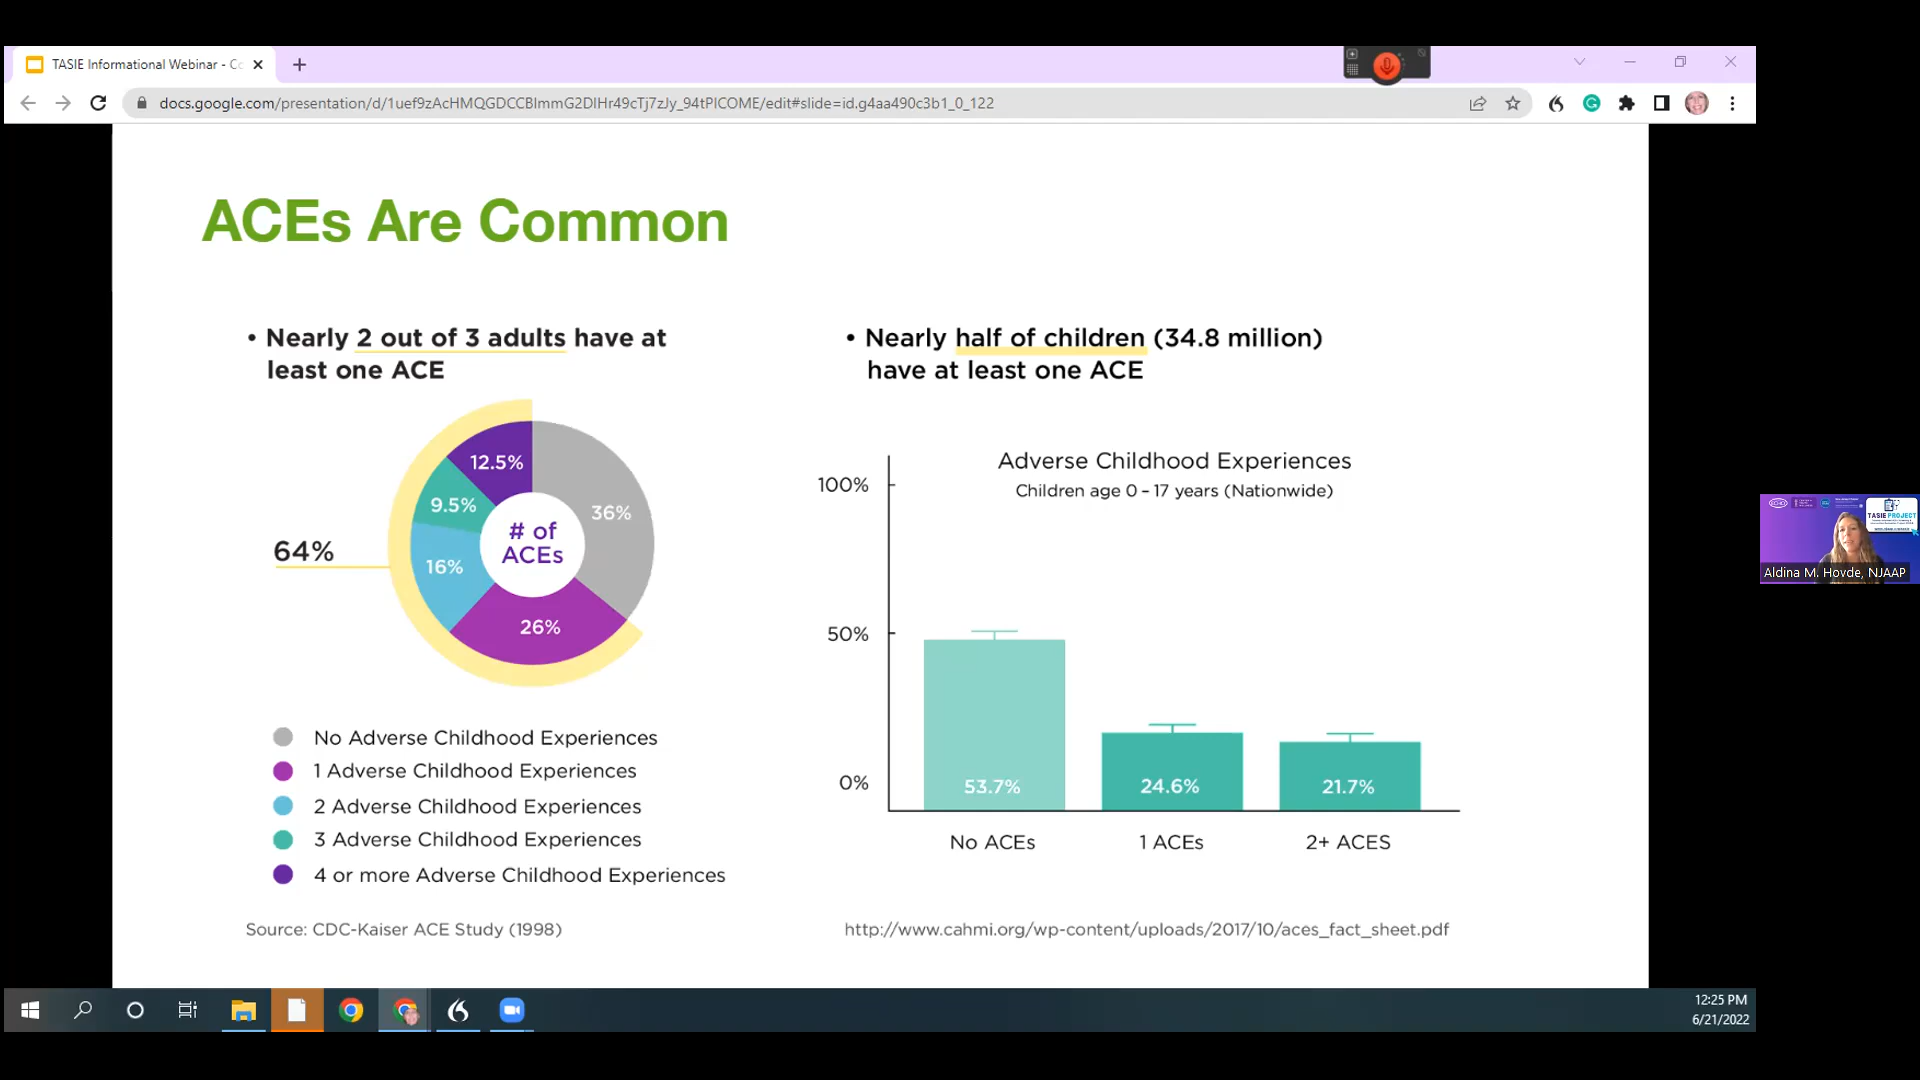 TASIE Informational Webinar - Co
docs.google.com/presentation/d/1uef9zAcHMQGDCCBlmmG2DIHr49cTj7zJy_94tPICOME/edit#slide=id.g4aa490c3b1_0_122
ACEs Are Common
• Nearly 2 out of 3 adults have at
least one ACE
12.5%
9.5%
36%
# of
ACEs
64%
16%
26%
No Adverse Childhood Experiences
1 Adverse Childhood Experiences
2 Adverse Childhood Experiences
3 Adverse Childhood Experiences
4 or more Adverse Childhood Experiences
Source: CDC-Kaiser ACE Study (1998)
• Nearly half of children (34.8 million)
have at least one ACE
Adverse Childhood Experiences
Children age 0 – 17 years (Nationwide)
100%
50%
0%
53.7%
24.6%
21.7%
No ACEs
1 ACEs
2+ ACES
http://www.cahmi.org/wp-content/uploads/2017/10/aces_fact_sheet.pdf
TASIE PROJECT
Aldina M. Hovde, NJAAP
12:25 PM
6/21/2022